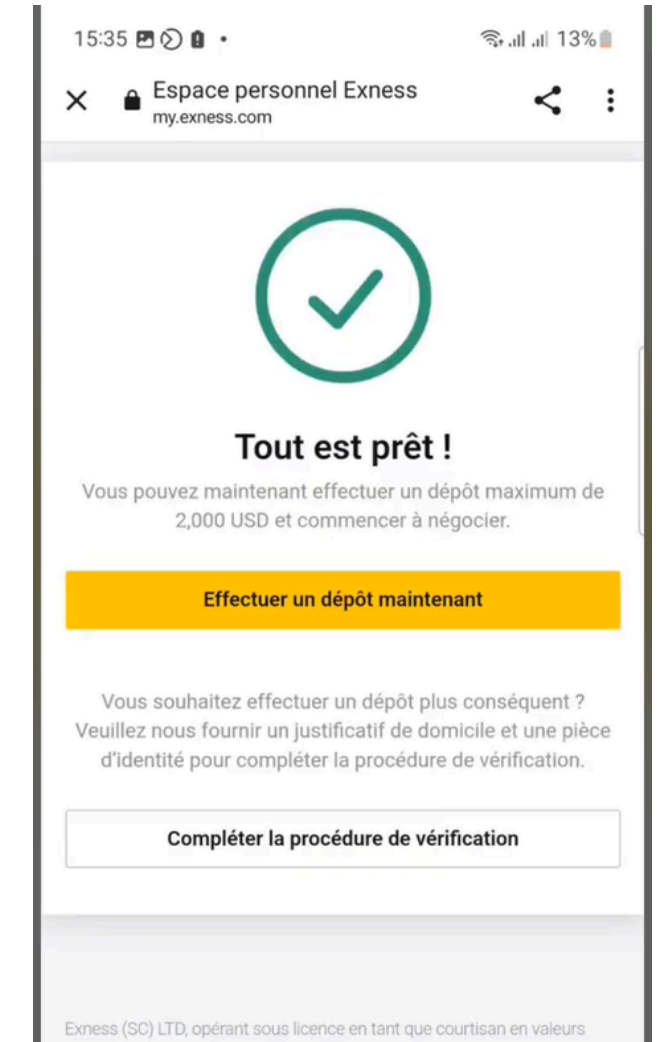 15:35
13%
Espace personnel Exness
my.exness.com
Tout est prêt !
Vous pouvez maintenant effectuer un dépôt maximum de
2,000 USD et commencer à négocier.
Effectuer un dépôt maintenant
Vous souhaitez effectuer un dépôt plus conséquent ?
Veuillez nous fournir un justificatif de domicile et une pièce
d'identité pour compléter la procédure de vérification.
Compléter la procédure de vérification
Exness (SC) LTD, opérant sous licence en tant que courtisan en valeurs